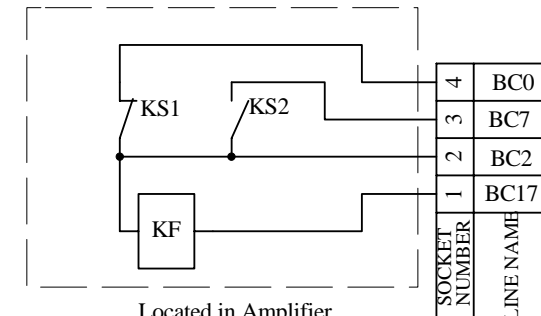 4 BC0
KS1 KS2
3 BC7
2 BC2
1 BC17
KF
SOCKET NUMBER
LINE NAME
Located in Amplifier